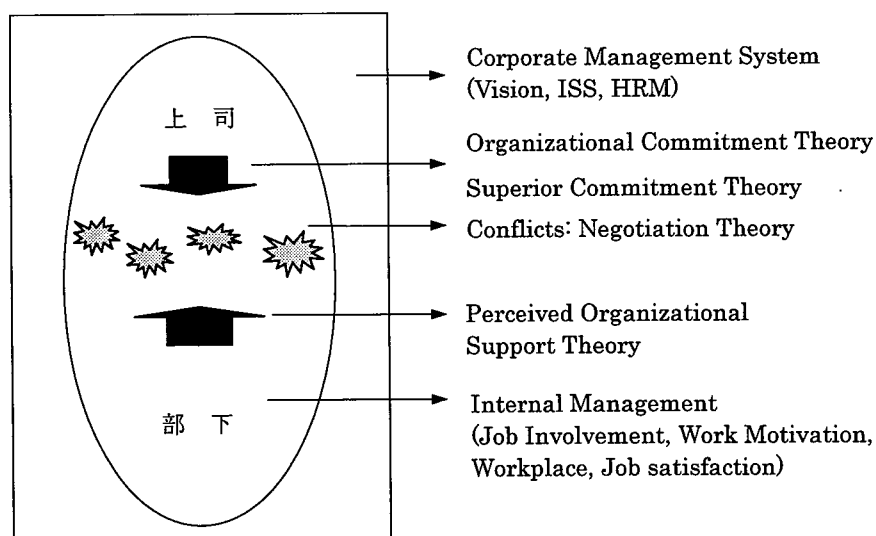 Corporate Management System
(Vision, ISS, HRM)
上 司
Organizational Commitment Theory
Superior Commitment Theory
Conflicts: Negotiation Theory
Perceived Organizational
Support Theory
部 下
Internal Management
(Job Involvement, Work Motivation,
Workplace, Job satisfaction)